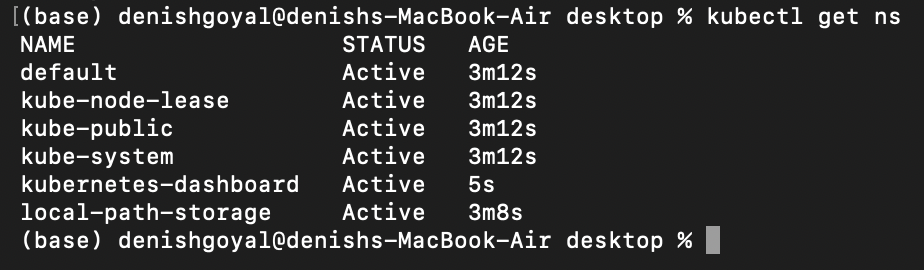 [(base) denishgoyal@denishs-MacBook-Air desktop % kubectl get ns
NAME STATUS AGE
default Active 3m12s
kube-node-lease Active 3m12s
kube-public Active 3m12s
kube-system Active 3m12s
kubernetes-dashboard Active 5s
local-path-storage Active 3m8s
(base) denishgoyal@denishs-MacBook-Air desktop %